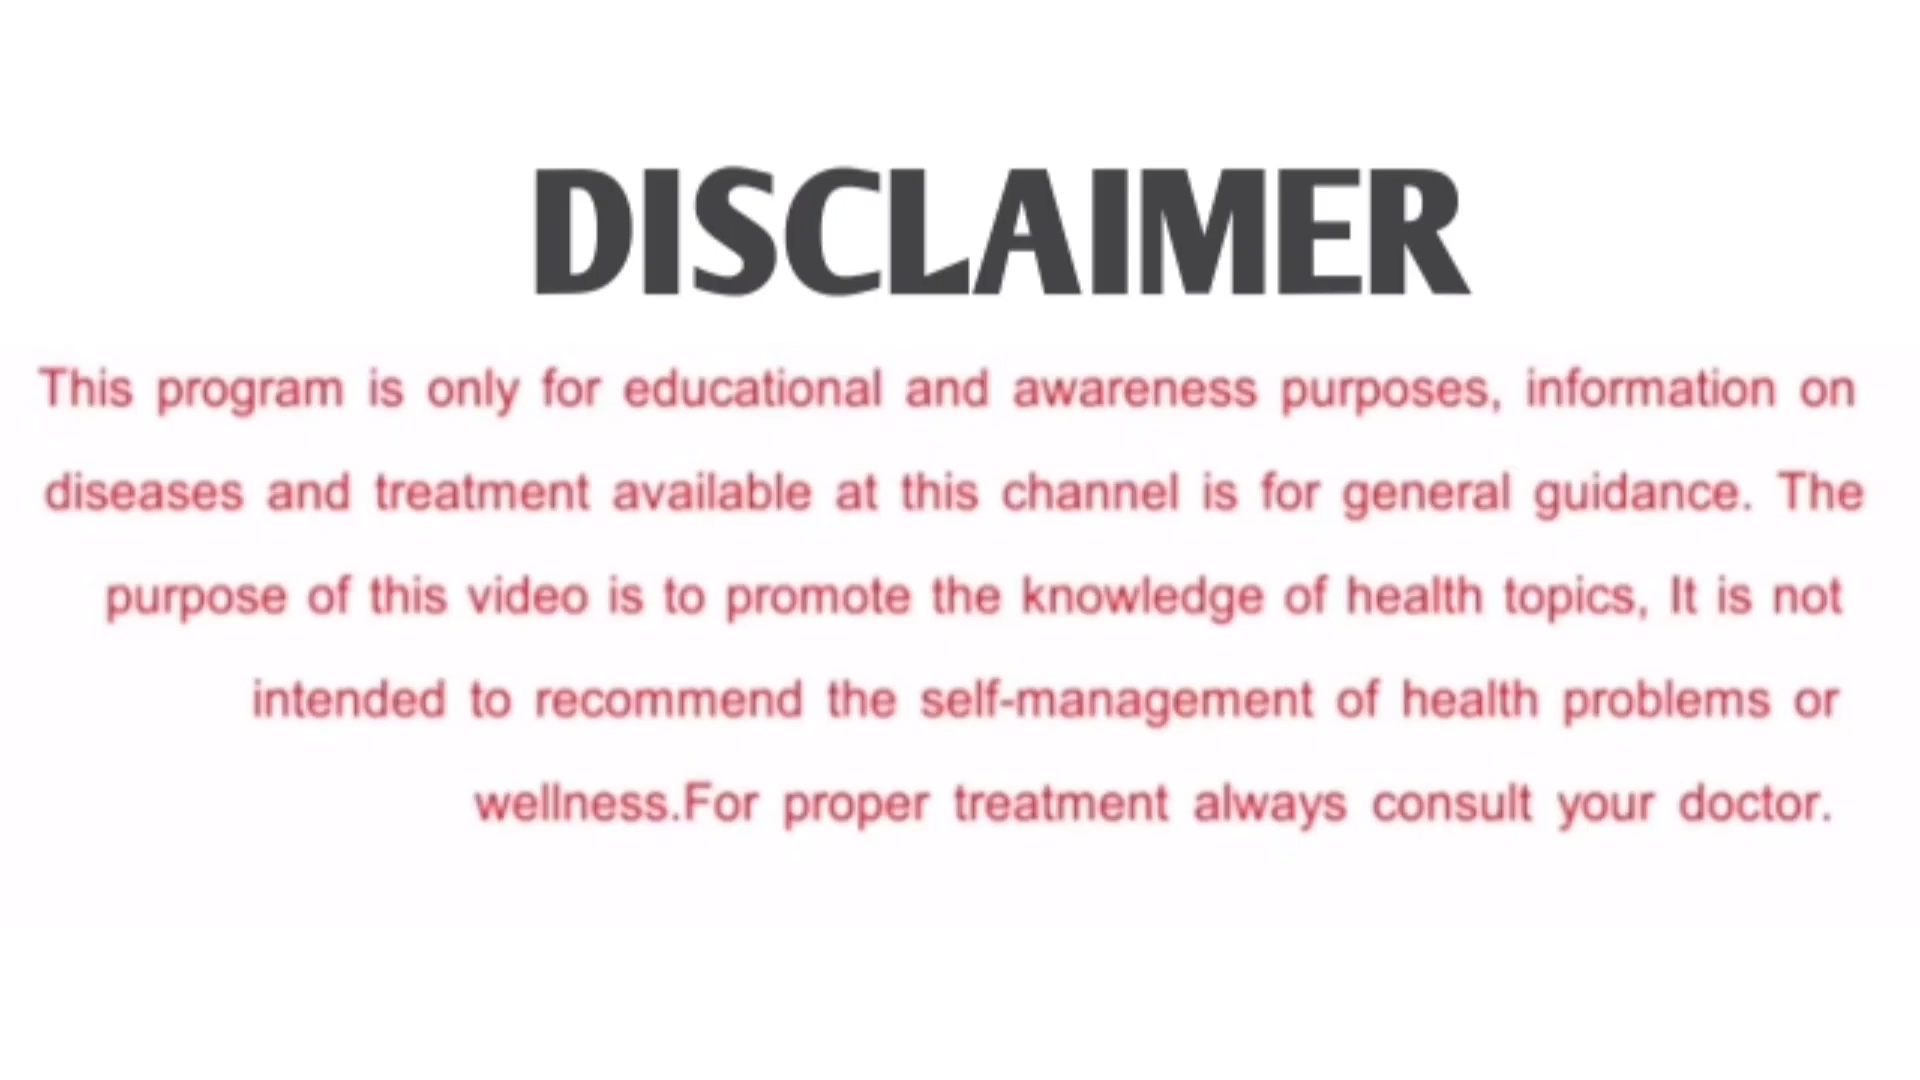 DISCLAIMER
This program is only for educational and awareness purposes, information on
diseases and treatment available at this channel is for general guidance. The
purpose of this video is to promote the knowledge of health topics, It is not
intended to recommend the self-management of health problems or
wellness.For proper treatment always consult your doctor.